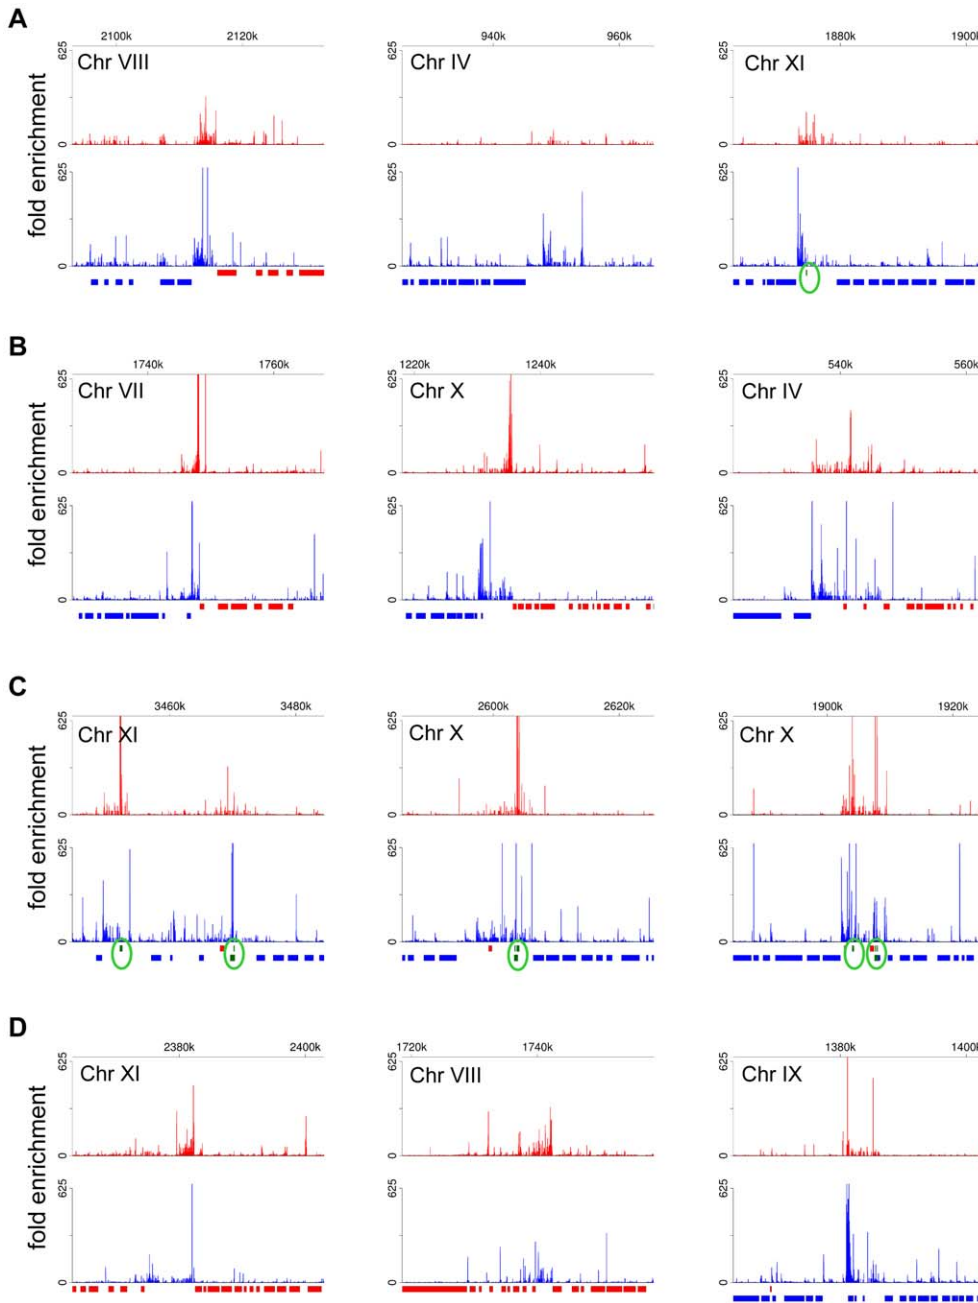 A
2100k 2120k 940k 960k 1880k 1900k
625 Chr VIII 625 Chr IV 625 Chr XI
fold enrichment
0 0 0
625 625 625
0 0 0
B
1740k 1760k 1220k 1240k 540k 560k
625 Chr VII 625 Chr X 625 Chr IV
fold enrichment
0 0 0
625 625 625
0 0 0
C
3460k 3480k 2600k 2620k 1900k 1920k
625 Chr XI 625 Chr X 625 Chr X
fold enrichment
0 0 0
625 625 625
0 0 0
D
2380k 2400k 1720k 1740k 1380k 1400k
625 Chr XI 625 Chr VIII 625 Chr IX
fold enrichment
0 0 0
625 625 625
0 0 0